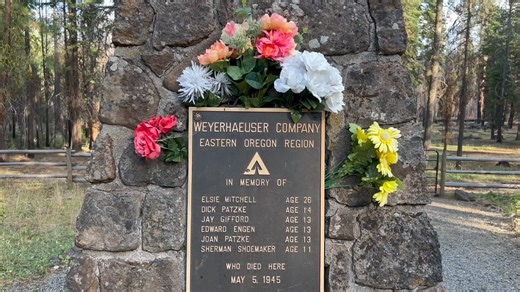 WEYERHAEUSER COMPANY
EASTERN OREGON REGION
IN MEMORY OF
ELSIE MITCHELL AGE 26
DICK PATZKE AGE 14
JAY GIFFORD AGE 13
EDWARD ENGEN AGE 13
JOAN PATZKE AGE 13
SHERMAN SHOEMAKER AGE 11
WHO DIED HERE
MAY 5, 1945